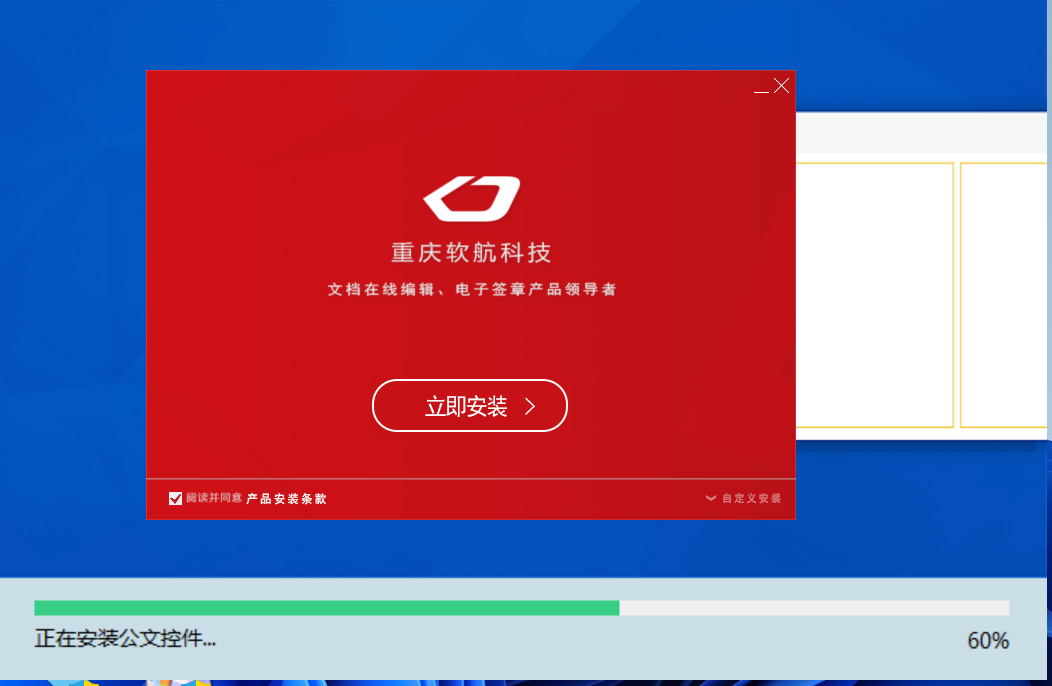 重庆软航科技
文档在线编辑、电子签章产品领导者
立即安装
阅读并同意 产品安装条款
自定义安装
正在安装公文控件...
60%